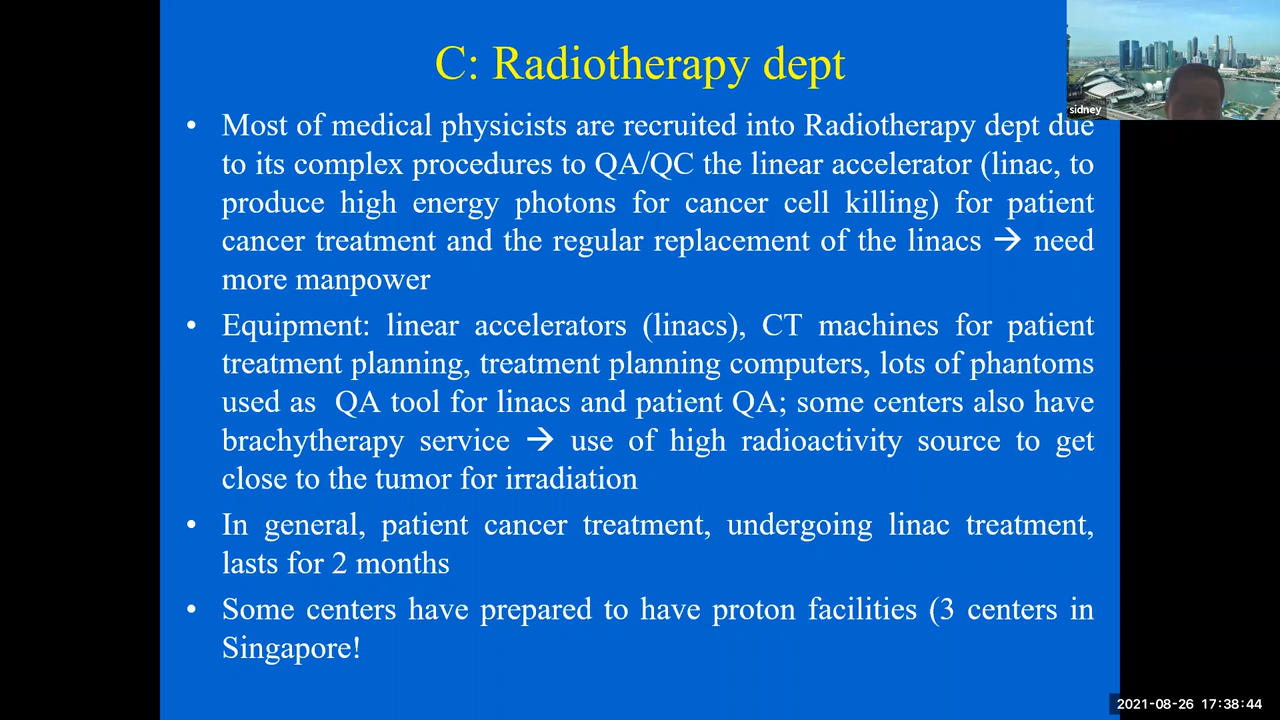 C: Radiotherapy dept
sidney
• Most of medical physicists are recruited into Radiotherapy dept due
to its complex procedures to QA/QC the linear accelerator (linac, to
produce high energy photons for cancer cell killing) for patient
cancer treatment and the regular replacement of the linacs → need
more manpower
• Equipment: linear accelerators (linacs), CT machines for patient
treatment planning, treatment planning computers, lots of phantoms
used as  QA tool for linacs and patient QA; some centers also have
brachytherapy service → use of high radioactivity source to get
close to the tumor for irradiation
• In general, patient cancer treatment, undergoing linac treatment,
lasts for 2 months
• Some centers have prepared to have proton facilities (3 centers in
Singapore!
2021-08-26 17:38:44